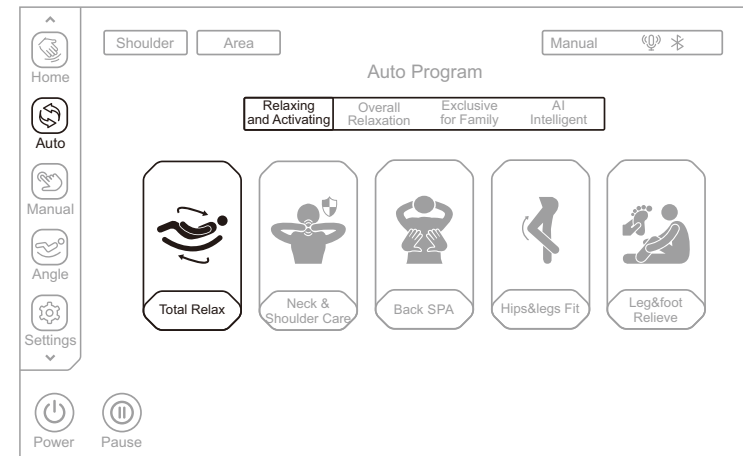 Home
Auto
Manual
Angle
Settings
Power
Pause
Shoulder
Area
Manual
Auto Program
Relaxing
and Activating
Overall
Relaxation
Exclusive
for Family
AI
Intelligent
Total Relax
Neck &
Shoulder Care
Back SPA
Hips&legs Fit
Leg&foot
Relieve